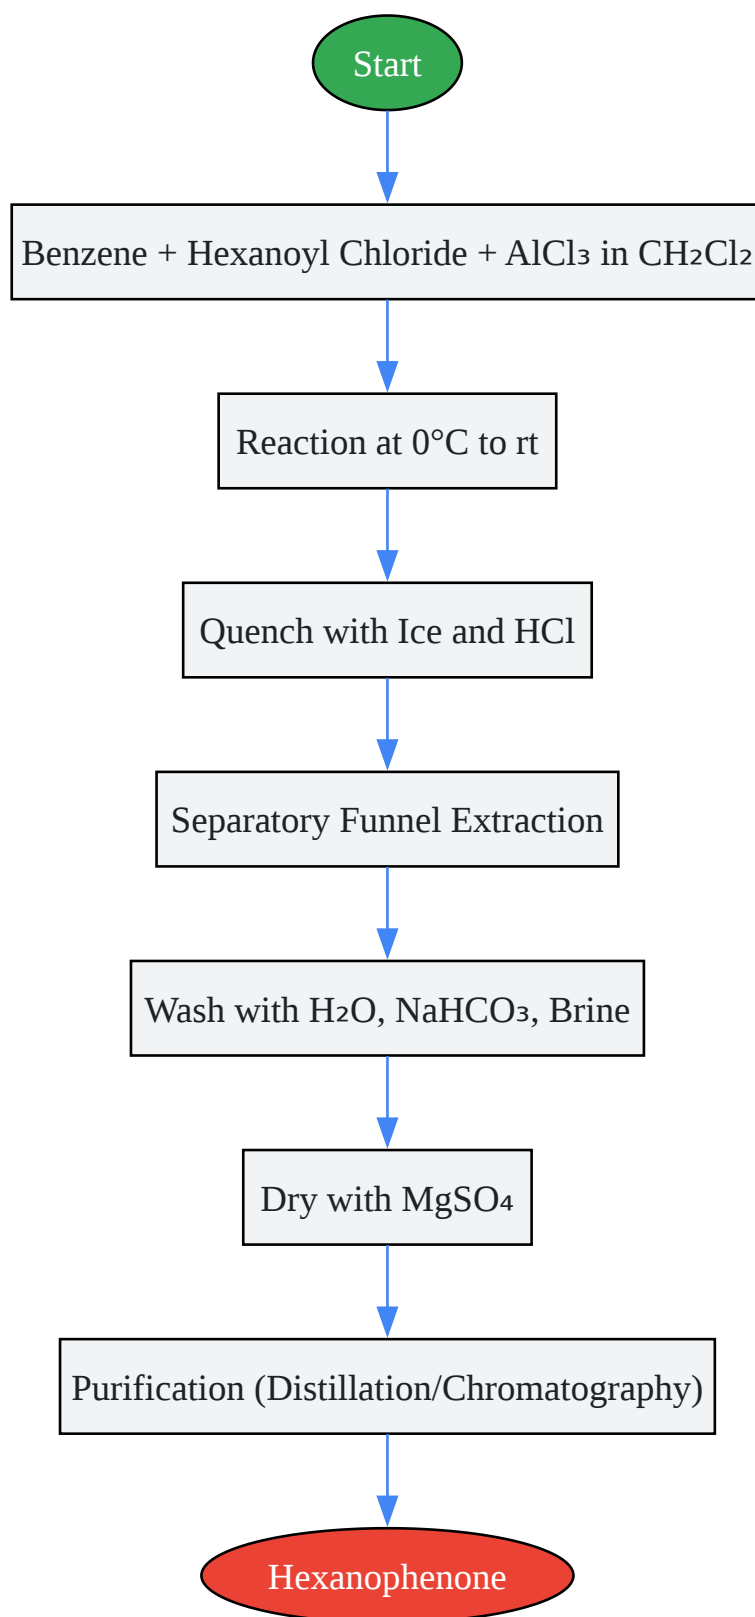 Start
Benzene + Hexanoyl Chloride + AlCl₃ in CH₂Cl₂
Reaction at 0°C to rt
Quench with Ice and HCl
Separatory Funnel Extraction
Wash with H₂O, NaHCO₃, Brine
Dry with MgSO₄
Purification (Distillation/Chromatography)
Hexanophenone